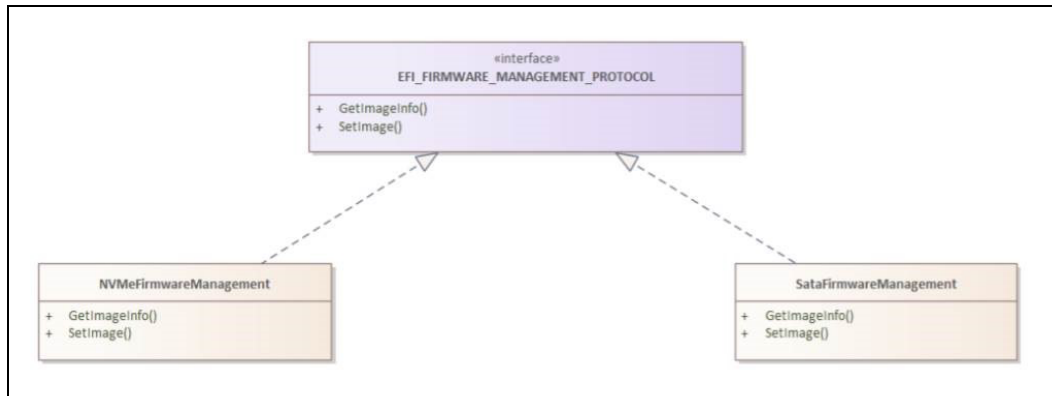 «interface»
EFI_FIRMWARE_MANAGEMENT_PROTOCOL
+ GetImageInfo()
+ SetImage()
NVMeFirmwareManagement
+ GetImageInfo()
+ SetImage()
SataFirmwareManagement
+ GetImageInfo()
+ SetImage()